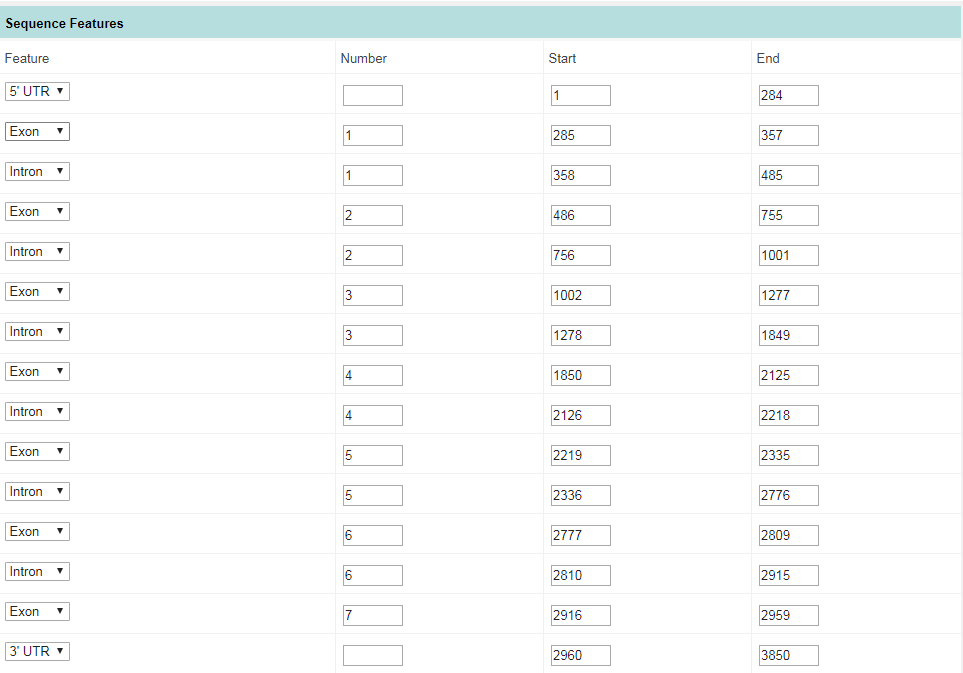 Sequence Features
Feature Number Start End
5' UTR 1 284
Exon 1 285 357
Intron 1 358 485
Exon 2 486 755
Intron 2 756 1001
Exon 3 1002 1277
Intron 3 1278 1849
Exon 4 1850 2125
Intron 4 2126 2218
Exon 5 2219 2335
Intron 5 2336 2776
Exon 6 2777 2809
Intron 6 2810 2915
Exon 7 2916 2959
3' UTR 2960 3850